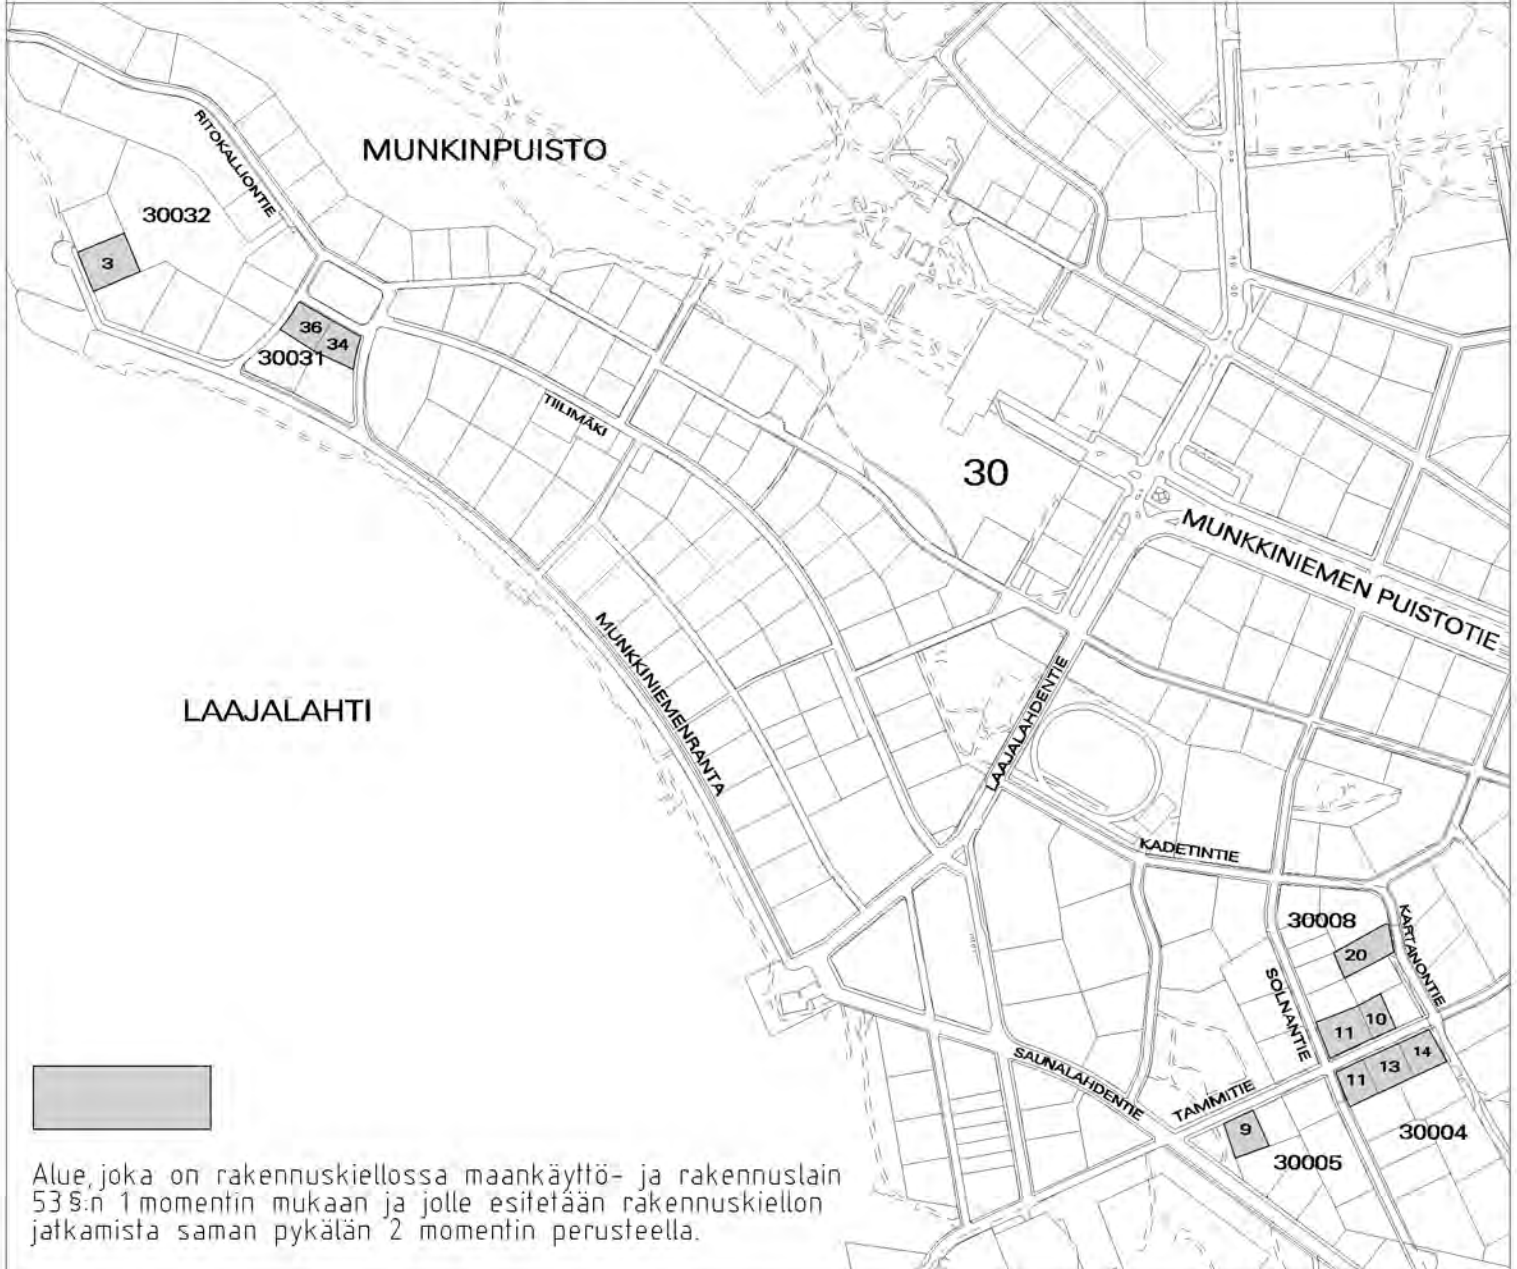 RITOKALLIONTIE
MUNKINPUISTO
30032
3
36
34
30031
TIILIMÄKI
30
MUNKKINIEMEN PUISTOTIE
MUNKKINIEMENRANTA
LAAJALAHTI
LAAJALAHDENTIE
KADETINTIE
30008
KARTANONTIE
20
SOLNANTIE
11
10
11
13
14
SAUNALAHDENTIE
TAMMITIE
9
30004
30005
Alue, joka on rakennuskiellossa maankäyttö- ja rakennuslain
53 §:n 1 momentin mukaan ja jolle esitetään rakennuskiellon
jatkamista saman pykälän 2 momentin perusteella.